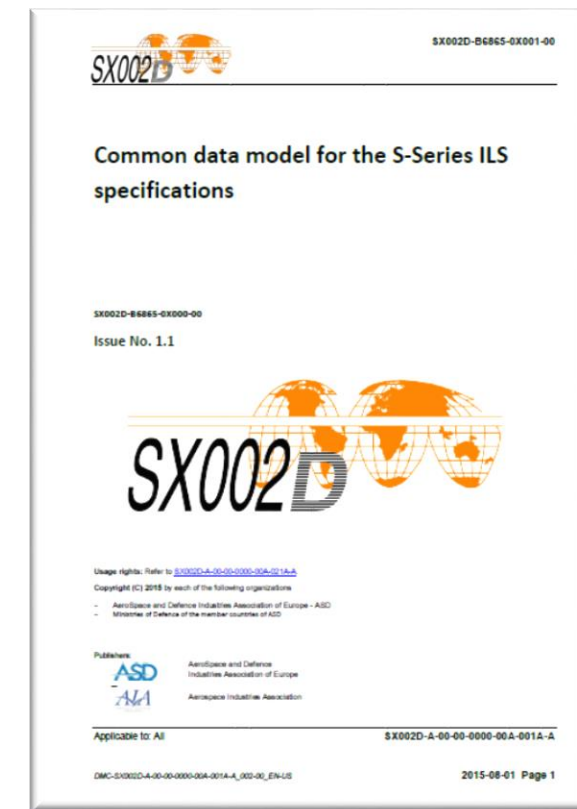 SX002D
SX002D-B6865-0X001-00
Common data model for the S-Series ILS
specifications
SX002D-B6865-0X000-00
Issue No. 1.1
SX002D
Usage rights: Refer to SX002D-A-00-00-0000-00A-021A-A
Copyright (C) 2015 by each of the following organizations
- AeroSpace and Defence Industries Association of Europe - ASD
- Ministries of Defence of the member countries of ASD
Publishers:
ASD
AeroSpace and Defence
Industries Association of Europe
AIA
Aerospace Industries Association
Applicable to: All
SX002D-A-00-00-0000-00A-001A-A
DMC-SX002D-A-00-00-0000-00A-001A-A_002-00_EN-US
2015-08-01 Page 1